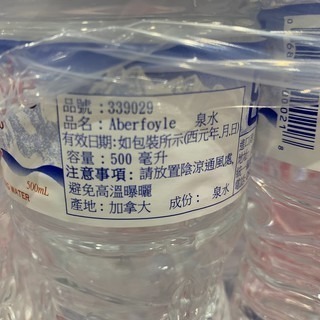 品號：339029
品名：Aberfoyle 泉水
有效日期：如包裝所示(西元年.月.日)
容量：500 毫升
注意事項：請放置陰涼通風處，
避免高溫曝曬
產地：加拿大 成份： 泉水
500mL
WATER